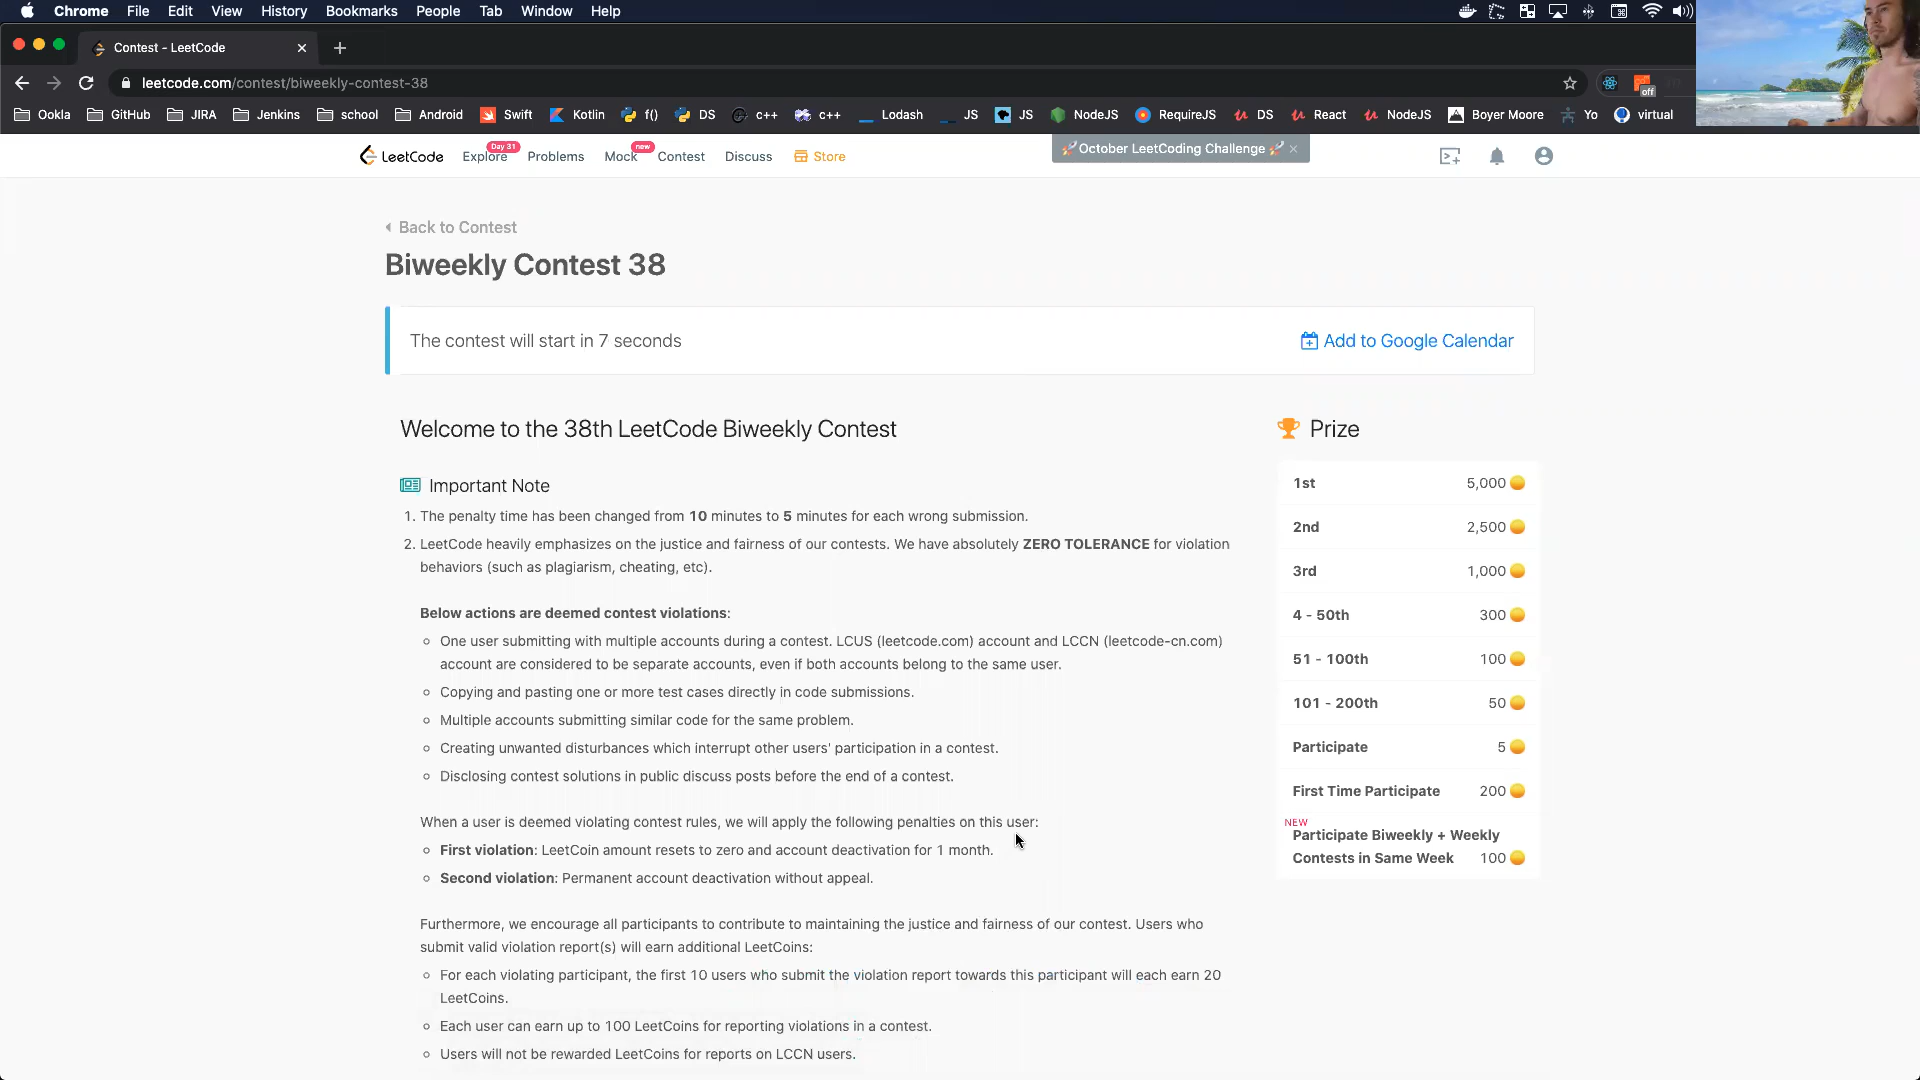 Chrome File Edit View History Bookmarks People Tab Window Help
Contest - LeetCode
leetcode.com/contest/biweekly-contest-38
off
Ookla GitHub JIRA Jenkins school Android Swift Kotlin f() DS c++ c++ Lodash JS JS NodeJS RequireJS DS React NodeJS Boyer Moore Yo virtual
LeetCode Explore Day 31 Problems Mock new Contest Discuss Store
🚀October LeetCoding Challenge🚀 ×
Back to Contest
Biweekly Contest 38
The contest will start in 7 seconds
Add to Google Calendar
Welcome to the 38th LeetCode Biweekly Contest
Important Note
1. The penalty time has been changed from 10 minutes to 5 minutes for each wrong submission.
2. LeetCode heavily emphasizes on the justice and fairness of our contests. We have absolutely ZERO TOLERANCE for violation
behaviors (such as plagiarism, cheating, etc).
Below actions are deemed contest violations:
One user submitting with multiple accounts during a contest. LCUS (leetcode.com) account and LCCN (leetcode-cn.com)
account are considered to be separate accounts, even if both accounts belong to the same user.
Copying and pasting one or more test cases directly in code submissions.
Multiple accounts submitting similar code for the same problem.
Creating unwanted disturbances which interrupt other users' participation in a contest.
Disclosing contest solutions in public discuss posts before the end of a contest.
When a user is deemed violating contest rules, we will apply the following penalties on this user:
First violation: LeetCoin amount resets to zero and account deactivation for 1 month.
Second violation: Permanent account deactivation without appeal.
Furthermore, we encourage all participants to contribute to maintaining the justice and fairness of our contest. Users who
submit valid violation report(s) will earn additional LeetCoins:
For each violating participant, the first 10 users who submit the violation report towards this participant will each earn 20
LeetCoins.
Each user can earn up to 100 LeetCoins for reporting violations in a contest.
Users will not be rewarded LeetCoins for reports on LCCN users.
Prize
1st 5,000
2nd 2,500
3rd 1,000
4 - 50th 300
51 - 100th 100
101 - 200th 50
Participate 5
First Time Participate 200
NEW
Participate Biweekly + Weekly
Contests in Same Week 100